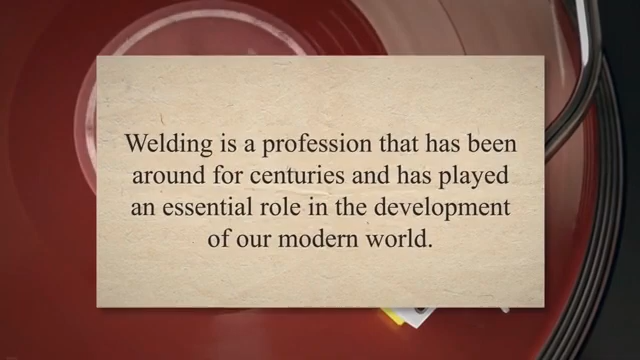 Welding is a profession that has been
around for centuries and has played
an essential role in the development
of our modern world.